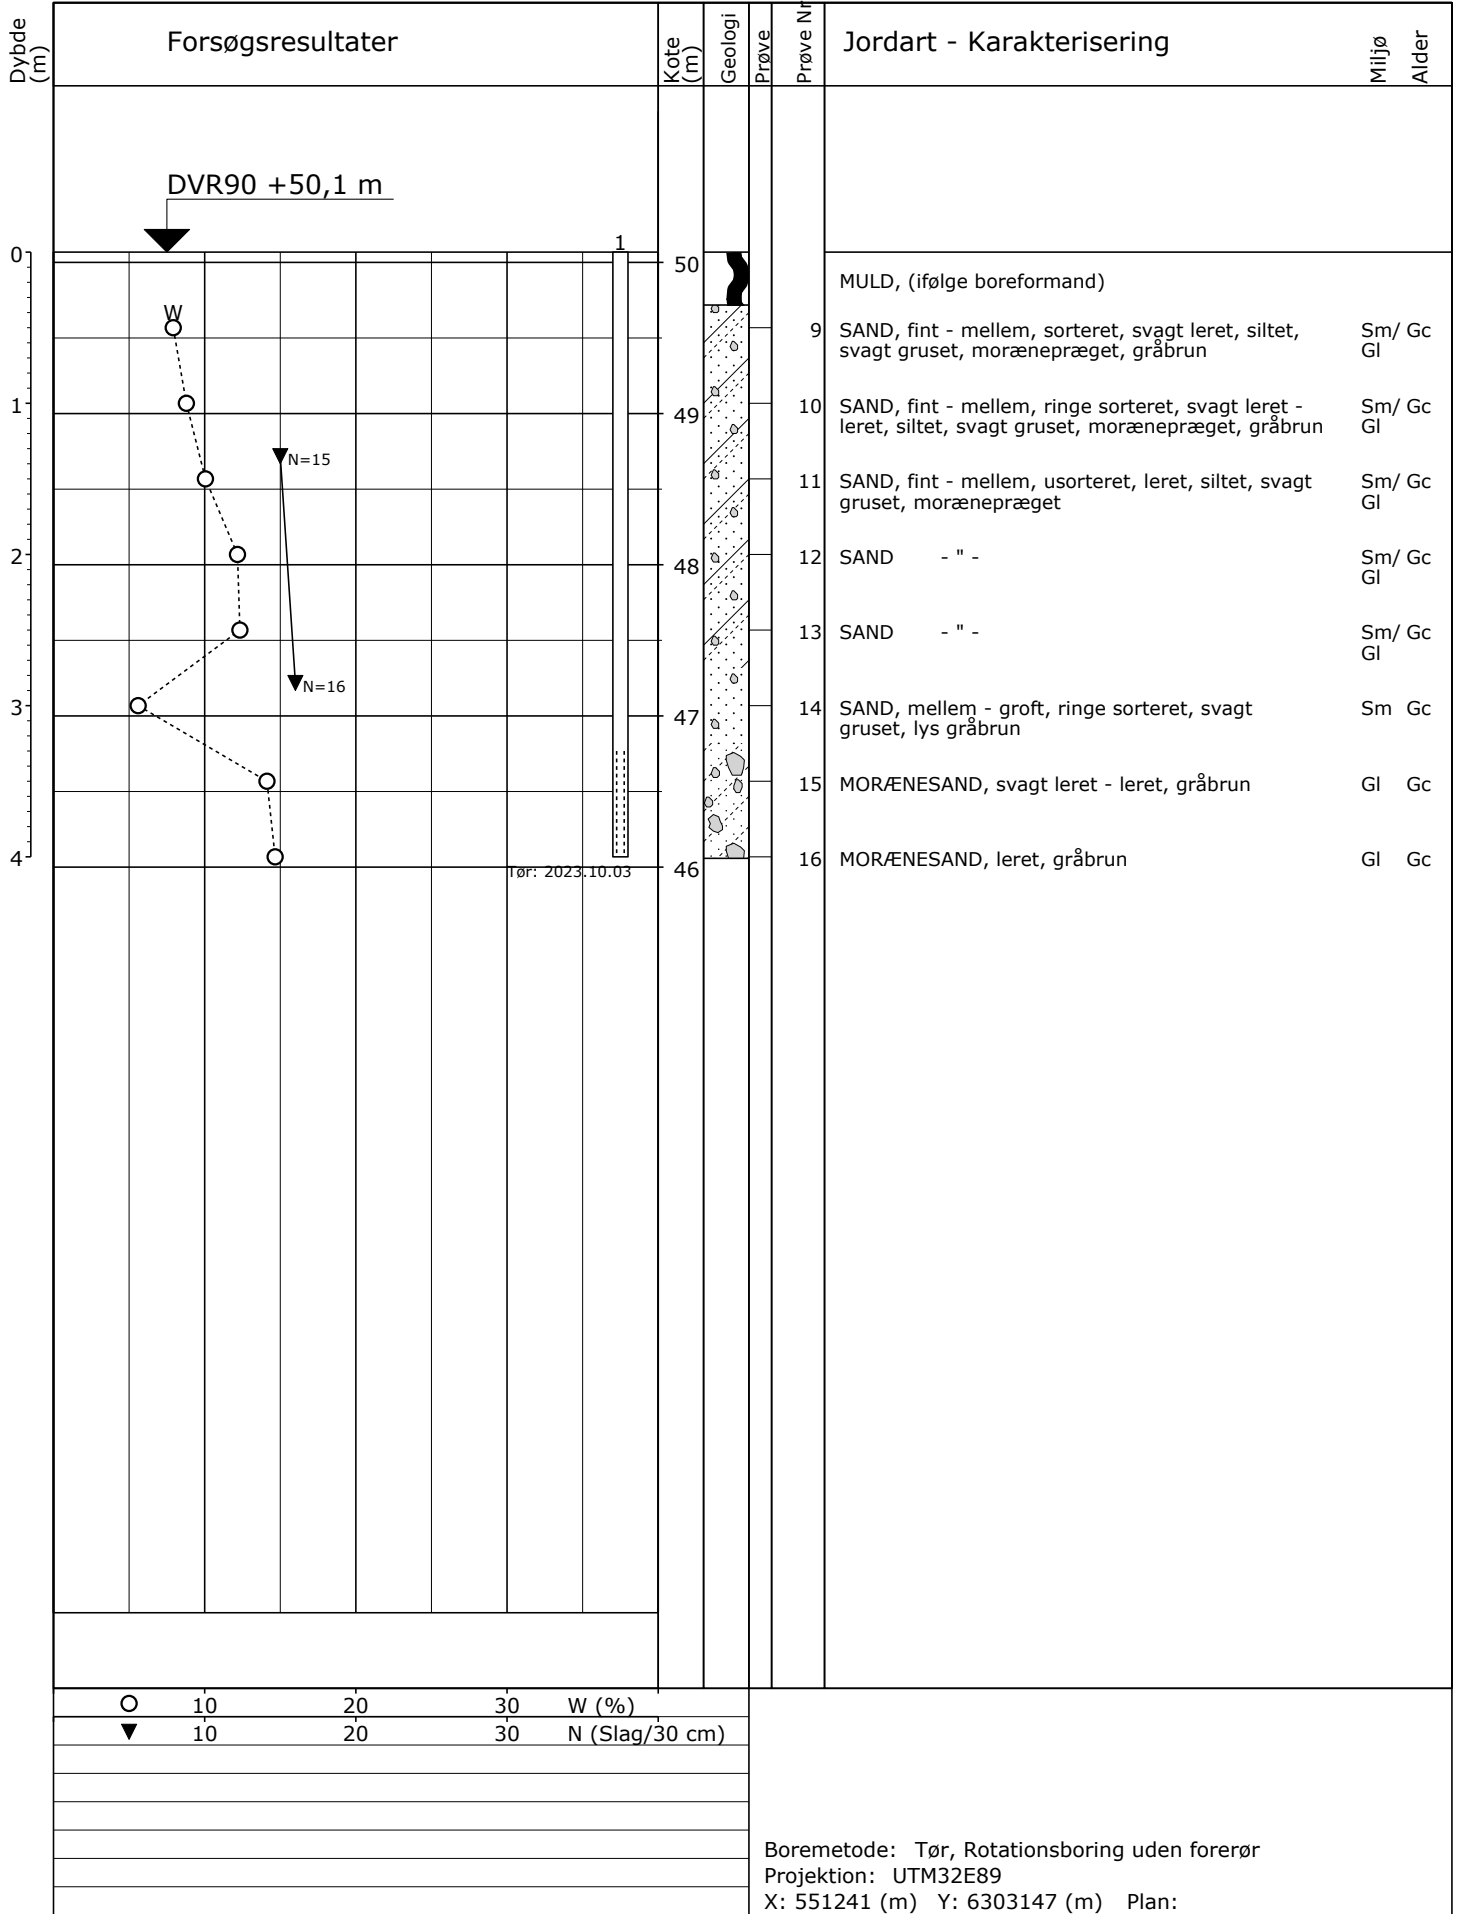 Dybde (m)
Forsøgsresultater
Kote (m)
Geologi
Prøve
Prøve Nr
Jordart - Karakterisering
Miljø
Alder
DVR90 +50,1 m
1
0
50
MULD, (ifølge boreformand)
W
9 SAND, fint - mellem, sorteret, svagt leret, siltet, Sm/ Gc
svagt gruset, morænepræget, gråbrun Gl
1
49
10 SAND, fint - mellem, ringe sorteret, svagt leret - Sm/ Gc
leret, siltet, svagt gruset, morænepræget, gråbrun Gl
N=15
11 SAND, fint - mellem, usorteret, leret, siltet, svagt Sm/ Gc
gruset, morænepræget Gl
2
48
12 SAND - " - Sm/ Gc
Gl
13 SAND - " - Sm/ Gc
Gl
N=16
3
47
14 SAND, mellem - groft, ringe sorteret, svagt Sm Gc
gruset, lys gråbrun
15 MORÆNESAND, svagt leret - leret, gråbrun Gl Gc
4
46
16 MORÆNESAND, leret, gråbrun Gl Gc
Tør: 2023.10.03
10 20 30 W (%)
10 20 30 N (Slag/30 cm)
Boremetode: Tør, Rotationsboring uden forerør
Projektion: UTM32E89
X: 551241 (m) Y: 6303147 (m) Plan: